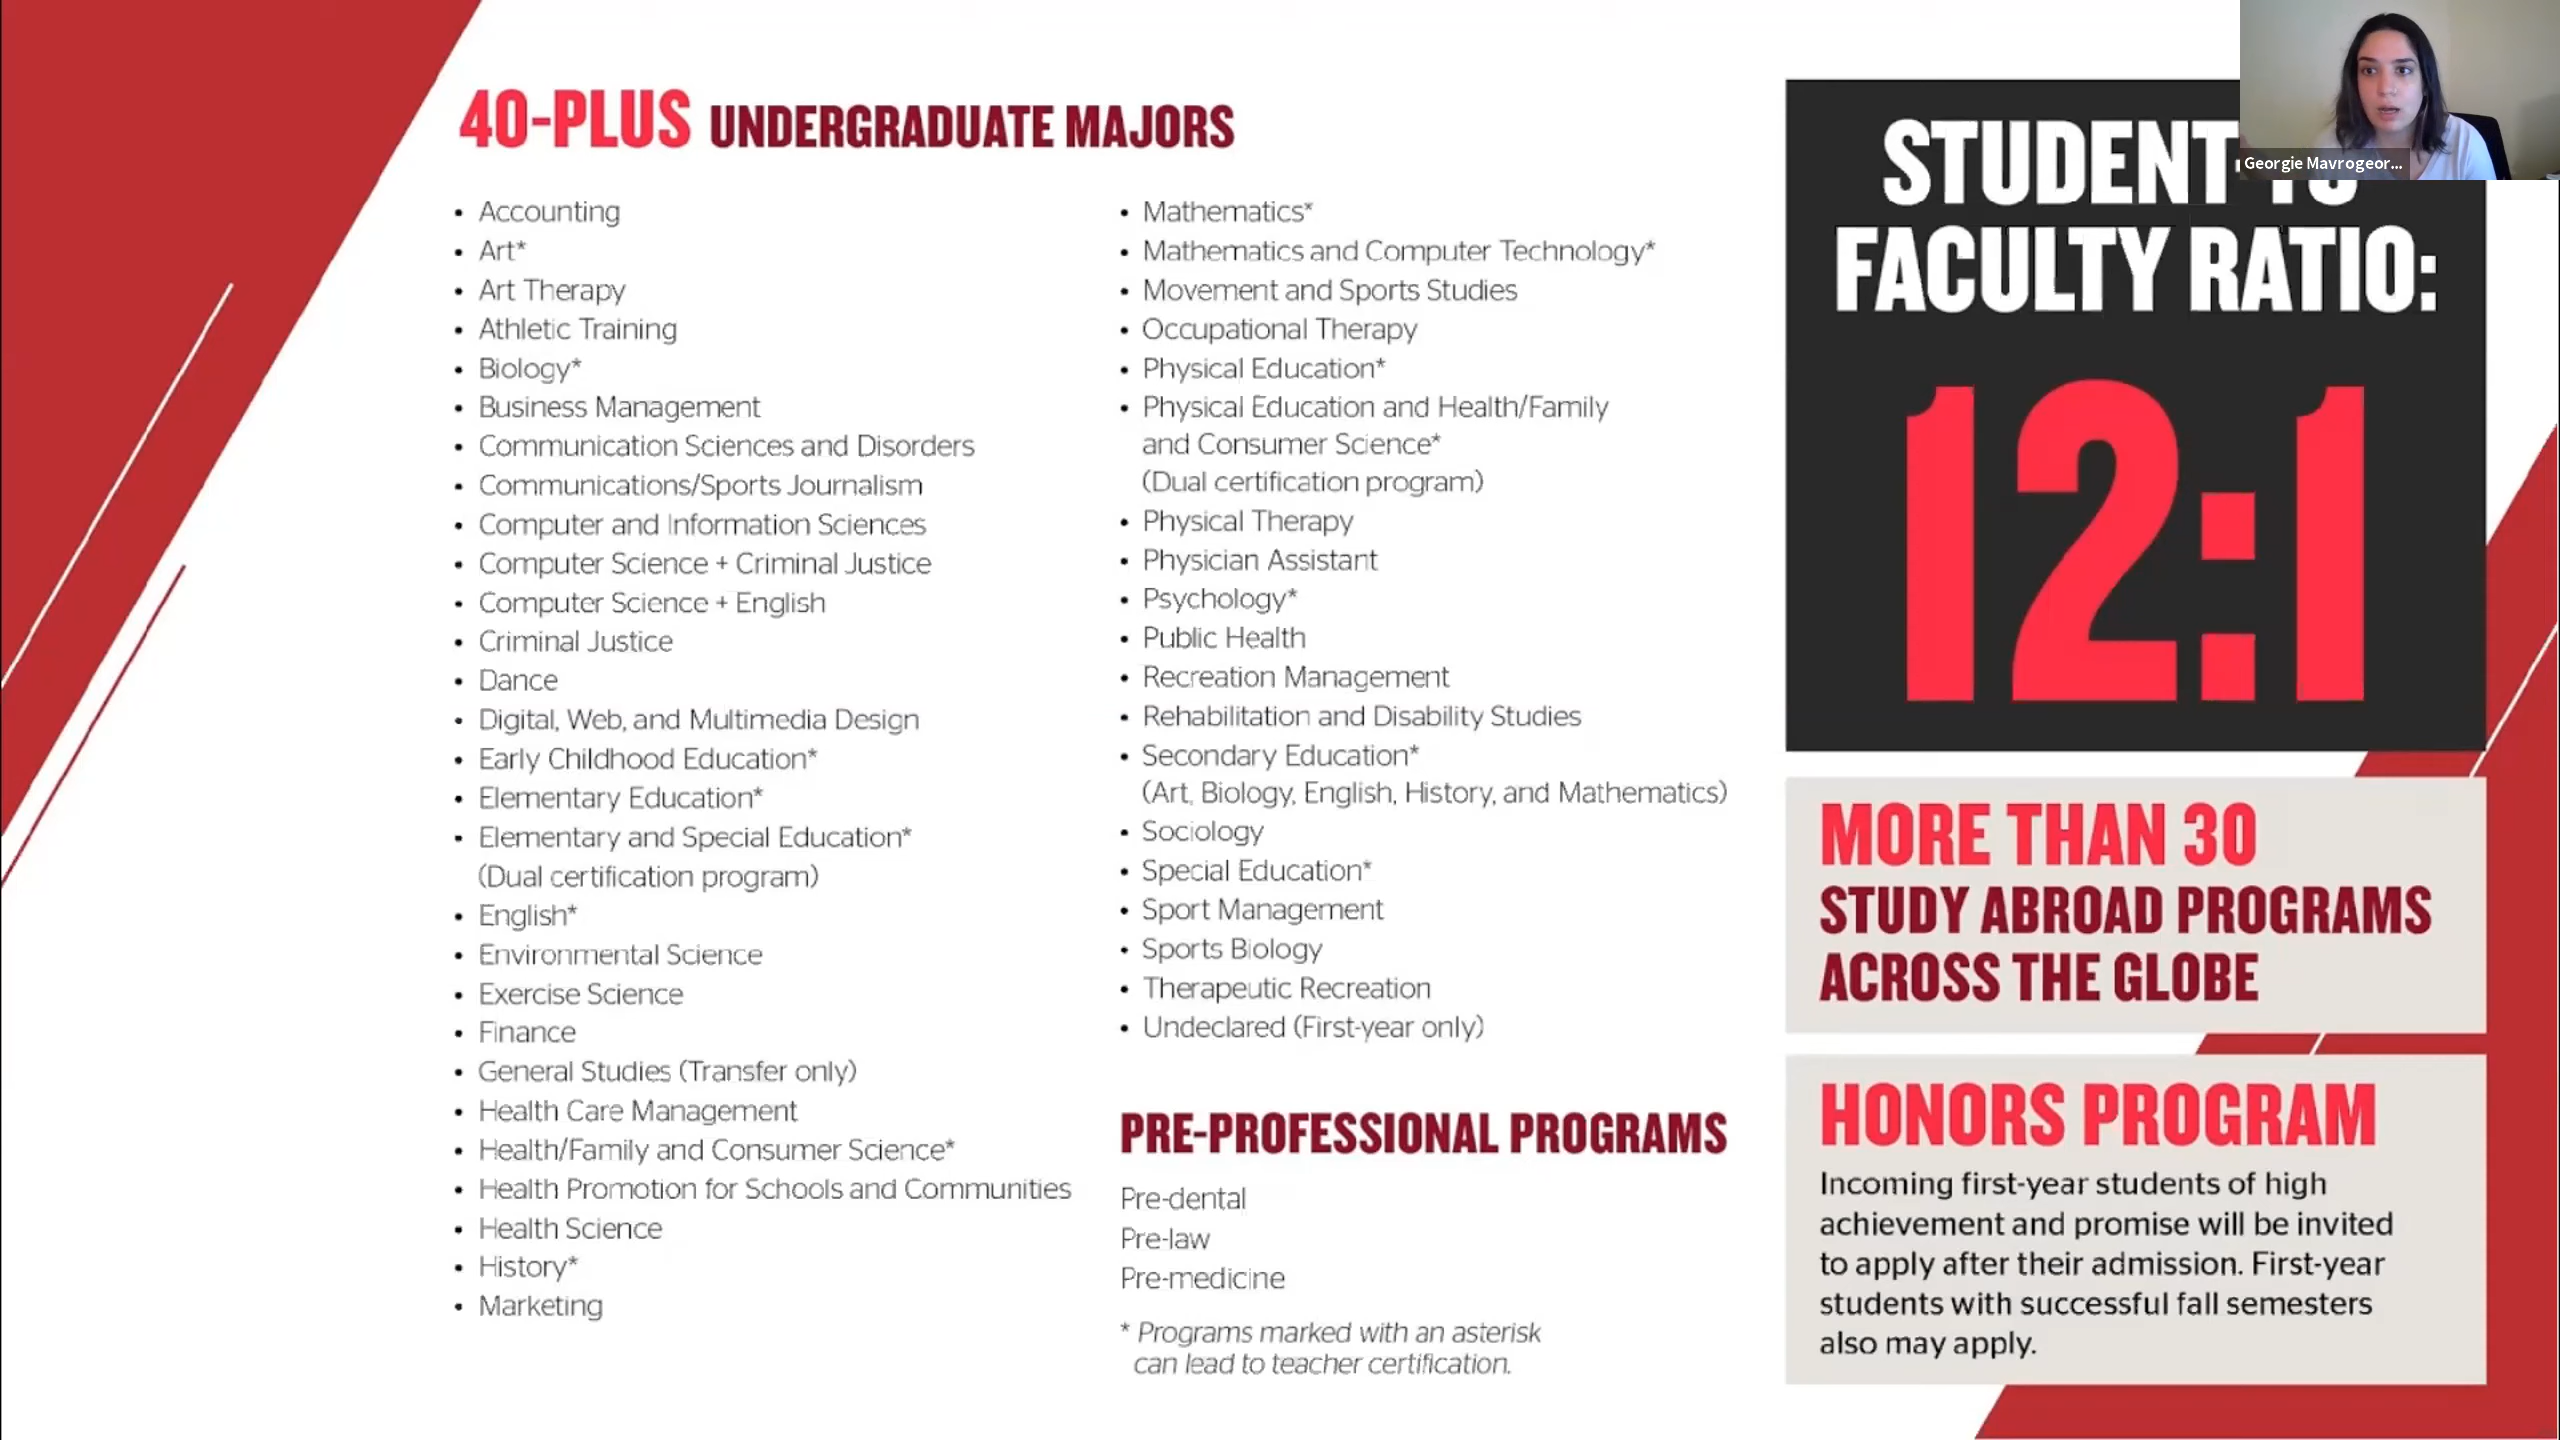 40-PLUS UNDERGRADUATE MAJORS
• Accounting
• Art*
• Art Therapy
• Athletic Training
• Biology*
• Business Management
• Communication Sciences and Disorders
• Communications/Sports Journalism
• Computer and Information Sciences
• Computer Science + Criminal Justice
• Computer Science + English
• Criminal Justice
• Dance
• Digital, Web, and Multimedia Design
• Early Childhood Education*
• Elementary Education*
• Elementary and Special Education*
(Dual certification program)
• English*
• Environmental Science
• Exercise Science
• Finance
• General Studies (Transfer only)
• Health Care Management
• Health/Family and Consumer Science*
• Health Promotion for Schools and Communities
• Health Science
• History*
• Marketing
• Mathematics*
• Mathematics and Computer Technology*
• Movement and Sports Studies
• Occupational Therapy
• Physical Education*
• Physical Education and Health/Family
and Consumer Science*
(Dual certification program)
• Physical Therapy
• Physician Assistant
• Psychology*
• Public Health
• Recreation Management
• Rehabilitation and Disability Studies
• Secondary Education*
(Art, Biology, English, History, and Mathematics)
• Sociology
• Special Education*
• Sport Management
• Sports Biology
• Therapeutic Recreation
• Undeclared (First-year only)
PRE-PROFESSIONAL PROGRAMS
Pre-dental
Pre-law
Pre-medicine
* Programs marked with an asterisk
can lead to teacher certification.
STUDENT-TO
FACULTY RATIO:
12:1
MORE THAN 30
STUDY ABROAD PROGRAMS
ACROSS THE GLOBE
HONORS PROGRAM
Incoming first-year students of high
achievement and promise will be invited
to apply after their admission. First-year
students with successful fall semesters
also may apply.
Georgie Mavrogeor...